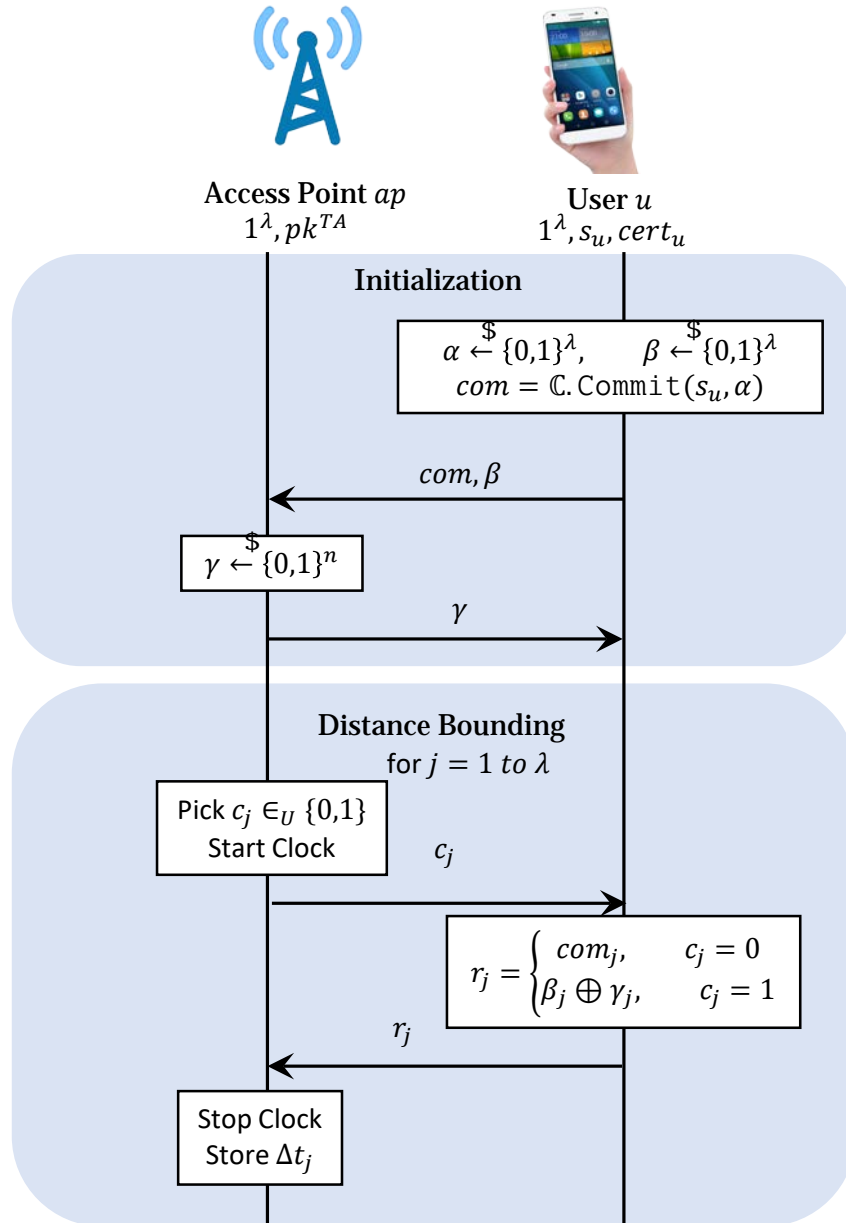 Access Point 𝑎𝑝
1^λ, 𝑝𝑘^{TA}
User 𝑢
1^λ, 𝑠_𝑢, 𝑐𝑒𝑟𝑡_𝑢
Initialization
α ←$ {0,1}^λ, β ←$ {0,1}^λ
𝑐𝑜𝑚 = ℂ.Commit(𝑠_𝑢, α)
𝑐𝑜𝑚, β
γ ←$ {0,1}^𝑛
γ
Distance Bounding
for 𝑗 = 1 𝑡𝑜 λ
Pick 𝑐_𝑗 ∈_𝑈 {0,1}
Start Clock
𝑐_𝑗
𝑟_𝑗 = { 𝑐𝑜𝑚_𝑗, 𝑐_𝑗 = 0
β_𝑗 ⊕ γ_𝑗, 𝑐_𝑗 = 1
𝑟_𝑗
Stop Clock
Store Δ𝑡_𝑗